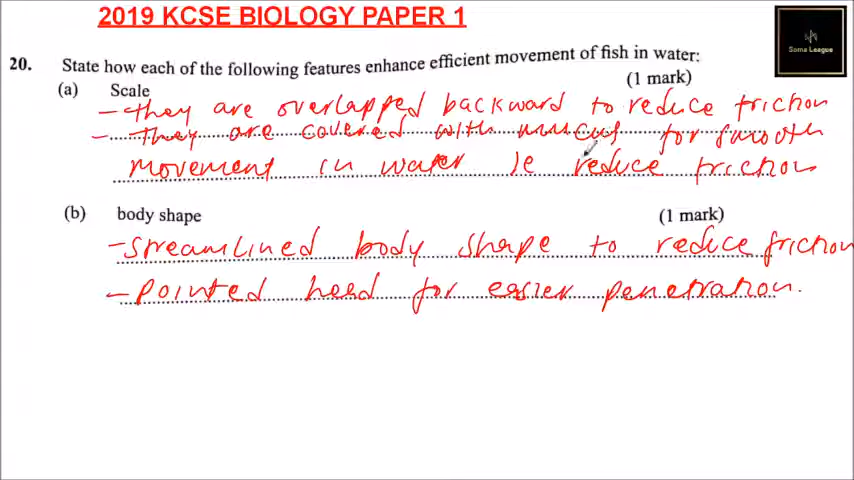 2019 KCSE BIOLOGY PAPER 1
Soma League
20. State how each of the following features enhance efficient movement of fish in water:
(a) Scale (1 mark)
- they are overlapped backward to reduce friction
- They are covered with mucus for smooth
movement in water ie reduce friction
(b) body shape (1 mark)
- streamlined body shape to reduce friction
- pointed head for easier penetration.